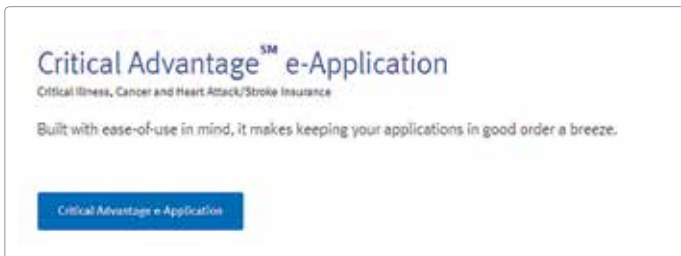 Critical Advantage℠ e-Application
Critical Illness, Cancer and Heart Attack/Stroke Insurance
Built with ease-of-use in mind, it makes keeping your applications in good order a breeze.
Critical Advantage e-Application